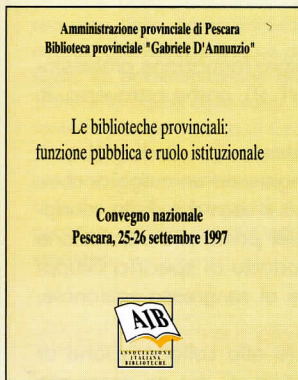 Amministrazione provinciale di Pescara
Biblioteca provinciale "Gabriele D'Annunzio"
Le biblioteche provinciali:
funzione pubblica e ruolo istituzionale
Convegno nazionale
Pescara, 25-26 settembre 1997
AIB
ASSOCIAZIONE
ITALIANA
BIBLIOTECHE